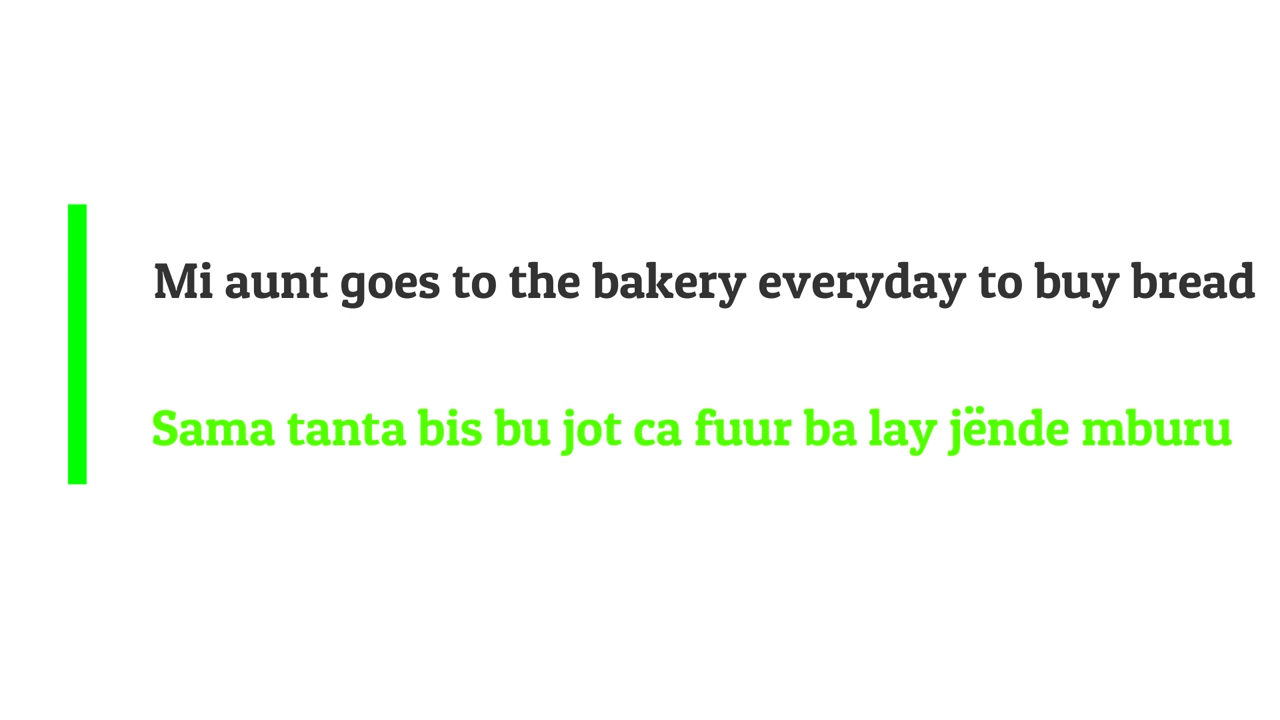 Mi aunt goes to the bakery everyday to buy bread
Sama tanta bis bu jot ca fuur ba lay jënde mburu